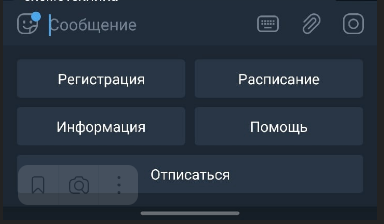 Сообщение
Регистрация
Расписание
Информация
Помощь
Отписаться